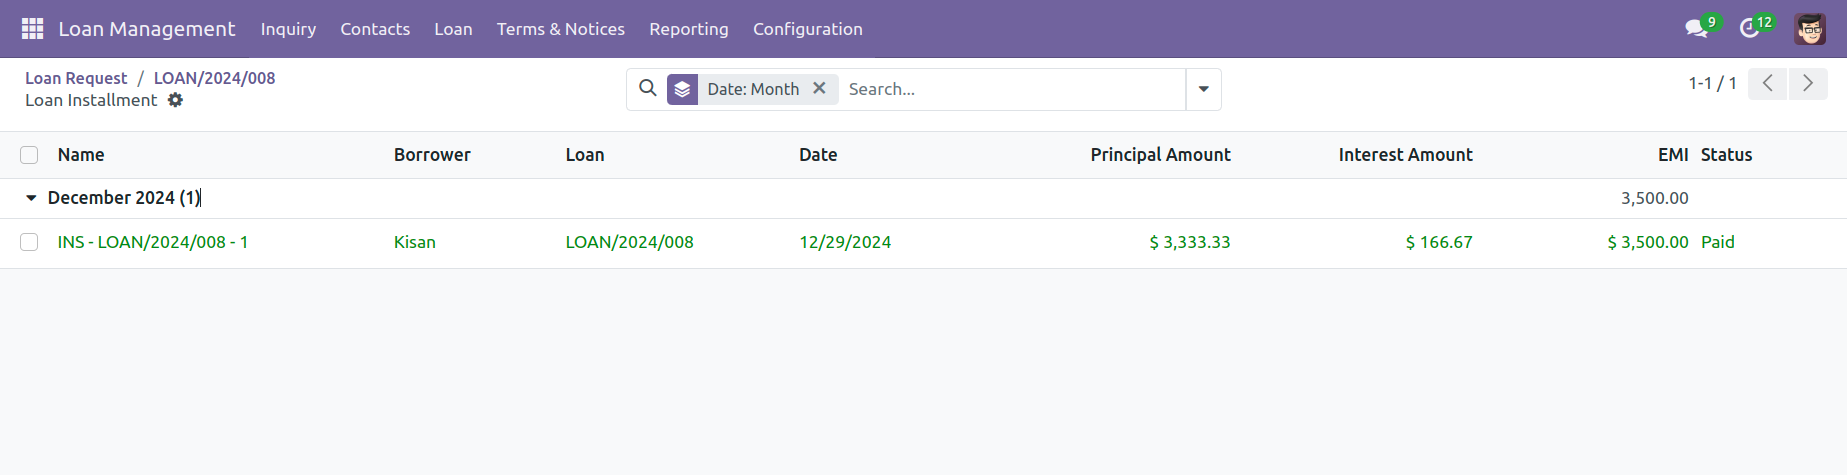 Loan Management Inquiry Contacts Loan Terms & Notices Reporting Configuration 9 12
Loan Request / LOAN/2024/008
Loan Installment
Date: Month Search... 1-1 / 1
Name Borrower Loan Date Principal Amount Interest Amount EMI Status
December 2024 (1) 3,500.00
INS - LOAN/2024/008 - 1 Kisan LOAN/2024/008 12/29/2024 $ 3,333.33 $ 166.67 $ 3,500.00 Paid